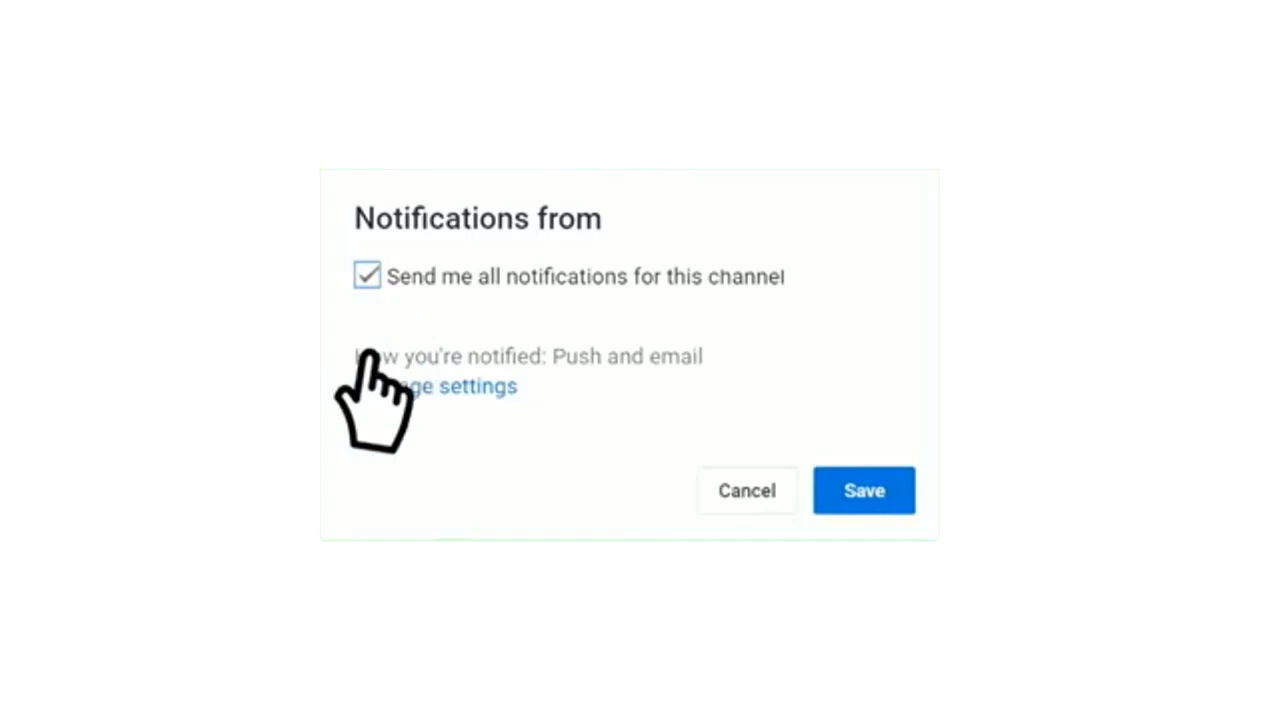 Notifications from
Send me all notifications for this channel
you're notified: Push and email
settings
Cancel
Save